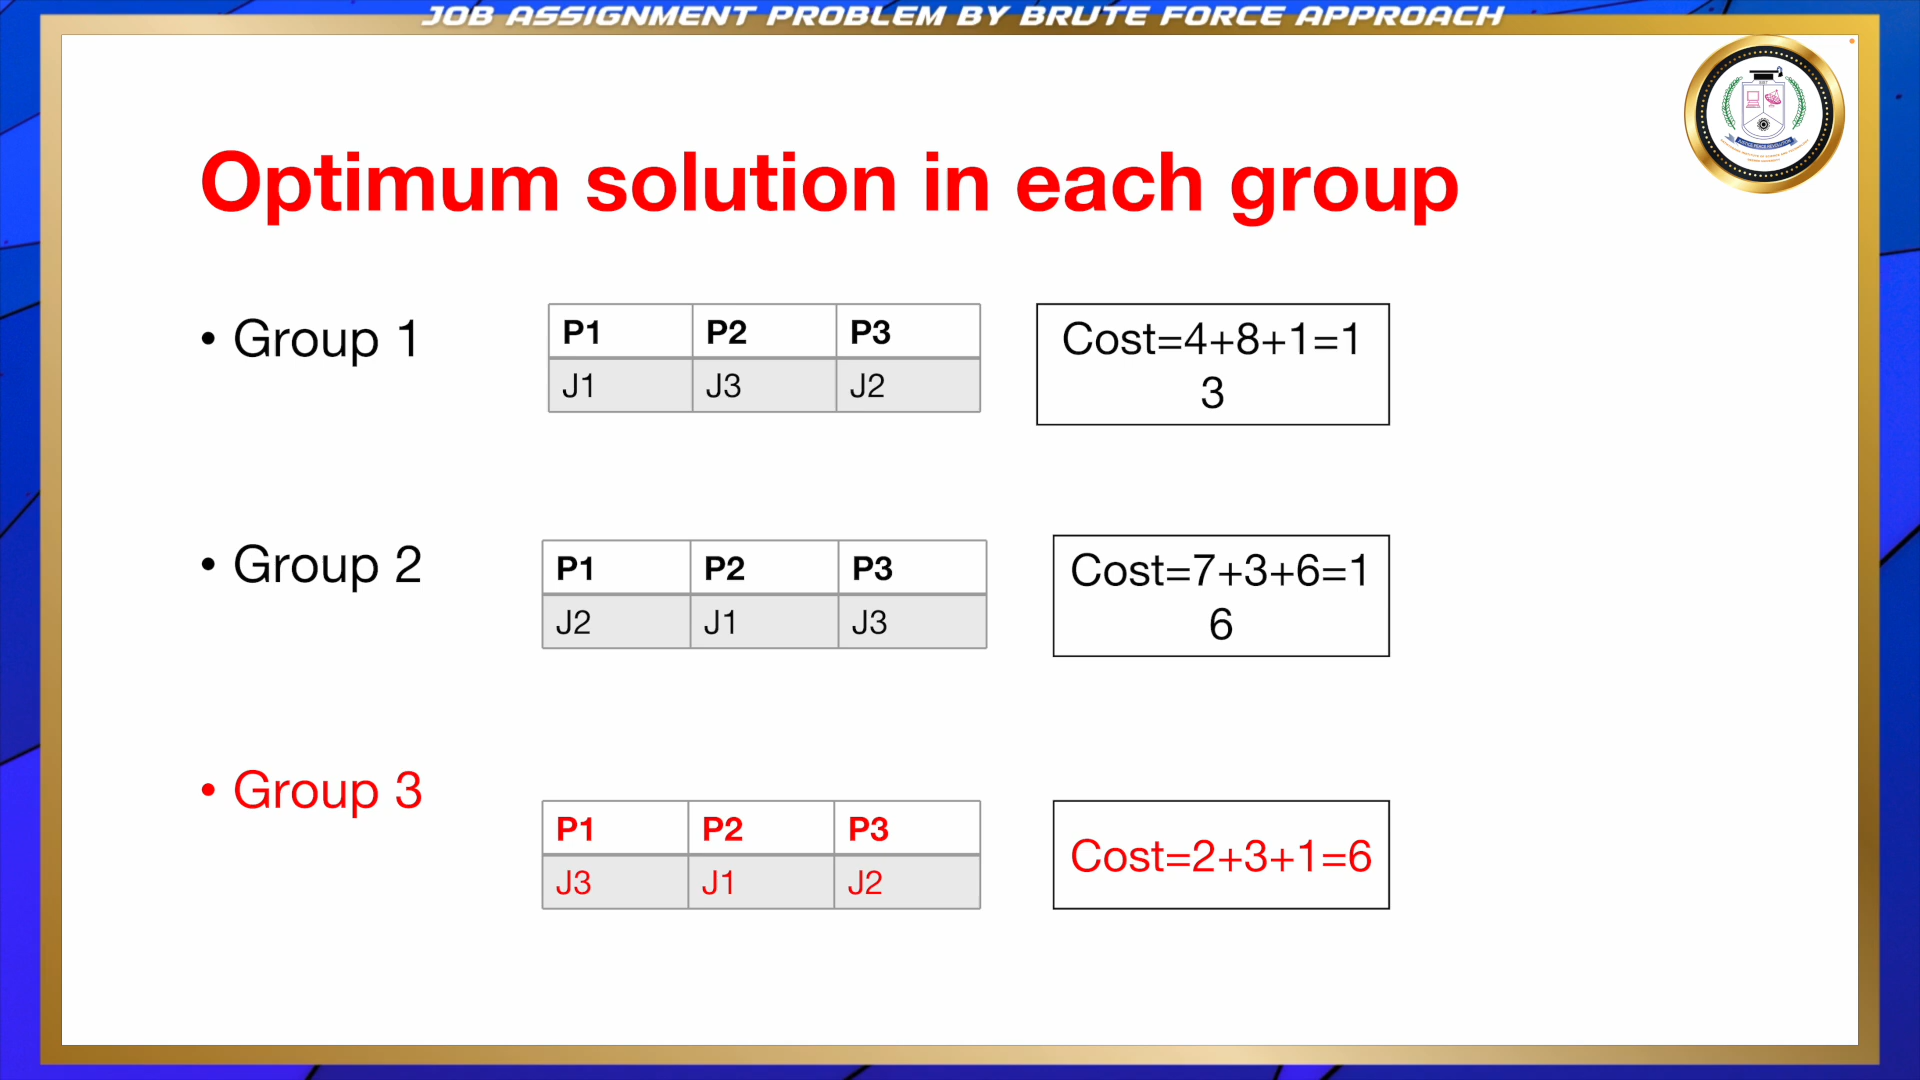 JOB ASSIGNMENT PROBLEM BY BRUTE FORCE APPROACH
Optimum solution in each group
• Group 1
P1 P2 P3
J1 J3 J2
Cost=4+8+1=1
3
• Group 2
P1 P2 P3
J2 J1 J3
Cost=7+3+6=1
6
• Group 3
P1 P2 P3
J3 J1 J2
Cost=2+3+1=6